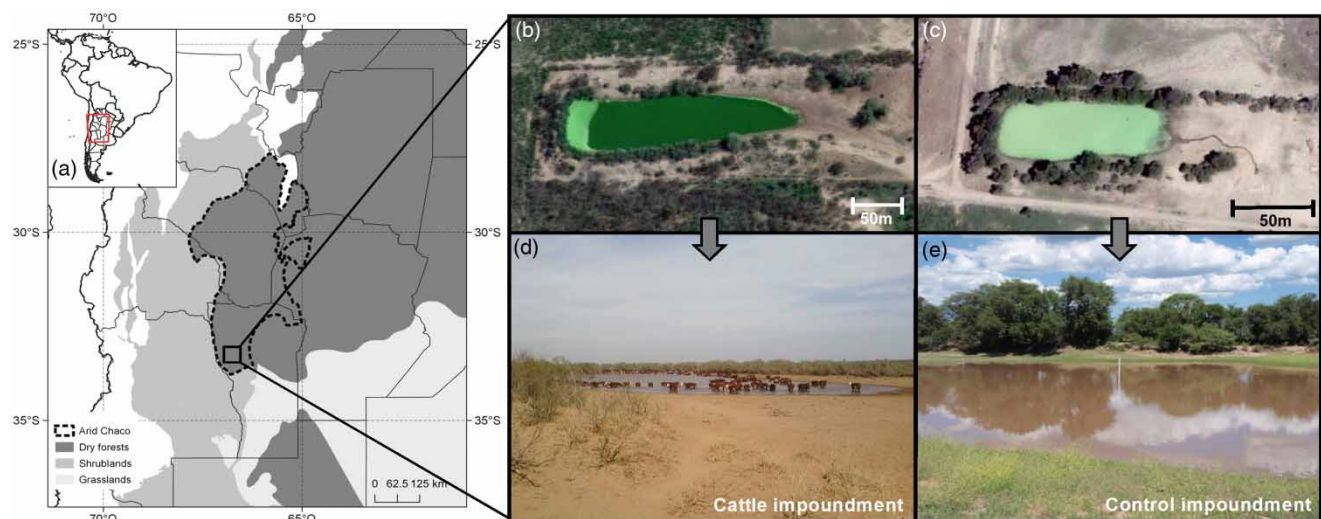 70°O
65°O
25°S
25°S
(a)
30°S
30°S
35°S
35°S
Arid Chaco
Dry forests
Shrublands
Grasslands
0 62.5 125 km
70°O
65°O
(b)
50m
(c)
50m
(d)
Cattle impoundment
(e)
Control impoundment